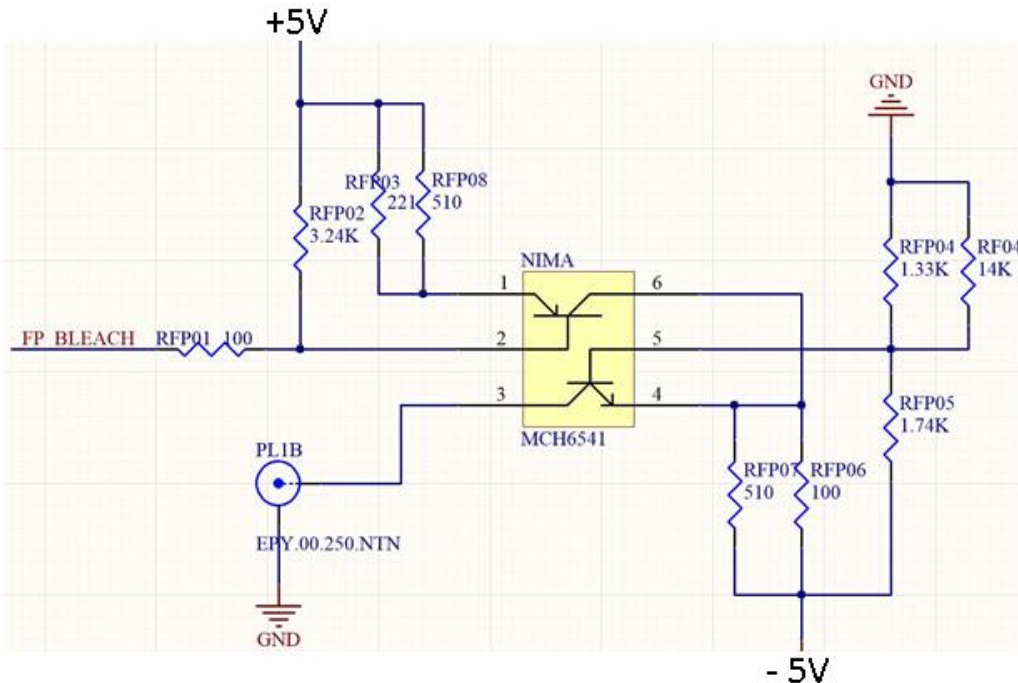 +5V
GND
RFP03
221
RFP08
510
RFP02
3.24K
RFP04
1.33K
RF04
14K
NIMA
1
6
FP_BLEACH
RFP01 100
2
5
3
4
RFP05
1.74K
MCH6541
PL1B
RFP07
510
RFP06
100
EPY.00.250.NTN
GND
- 5V